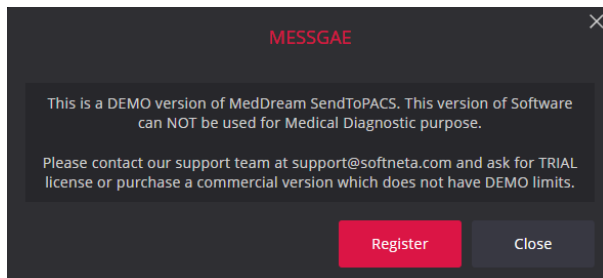 MESSGAE
This is a DEMO version of MedDream SendToPACS. This version of Software
can NOT be used for Medical Diagnostic purpose.
Please contact our support team at support@softneta.com and ask for TRIAL
license or purchase a commercial version which does not have DEMO limits.
Register
Close